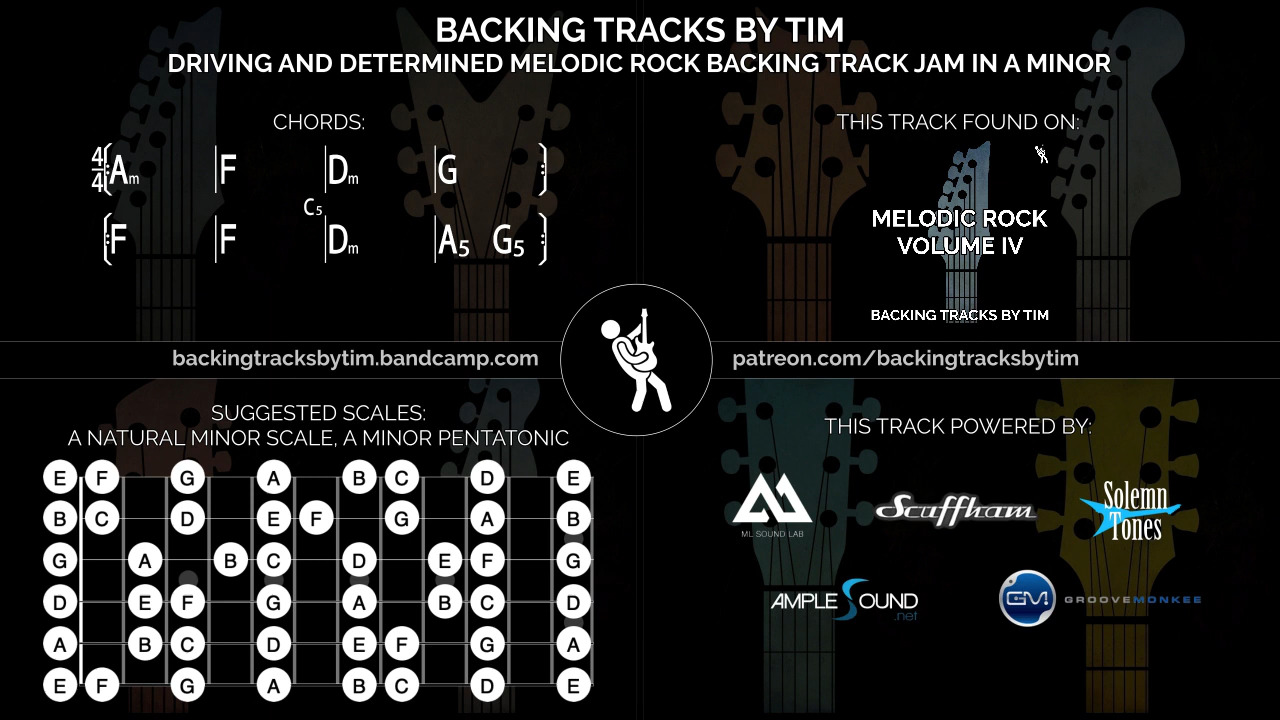 BACKING TRACKS BY TIM
DRIVING AND DETERMINED MELODIC ROCK BACKING TRACK JAM IN A MINOR
CHORDS:
4/4 Am F Dm G
C5
F F Dm A5 G5
THIS TRACK FOUND ON:
MELODIC ROCK
VOLUME IV
BACKING TRACKS BY TIM
backingtracksbytim.bandcamp.com
patreon.com/backingtracksbytim
SUGGESTED SCALES:
A NATURAL MINOR SCALE, A MINOR PENTATONIC
E F G A B C D E
B C D E F G A B
G A B C D E F G
D E F G A B C D
A B C D E F G A
E F G A B C D E
THIS TRACK POWERED BY:
ML SOUND LAB
Scuffham
Solemn
Tones
AMPLE SOUND
.net
GM
GROOVEMONKEE